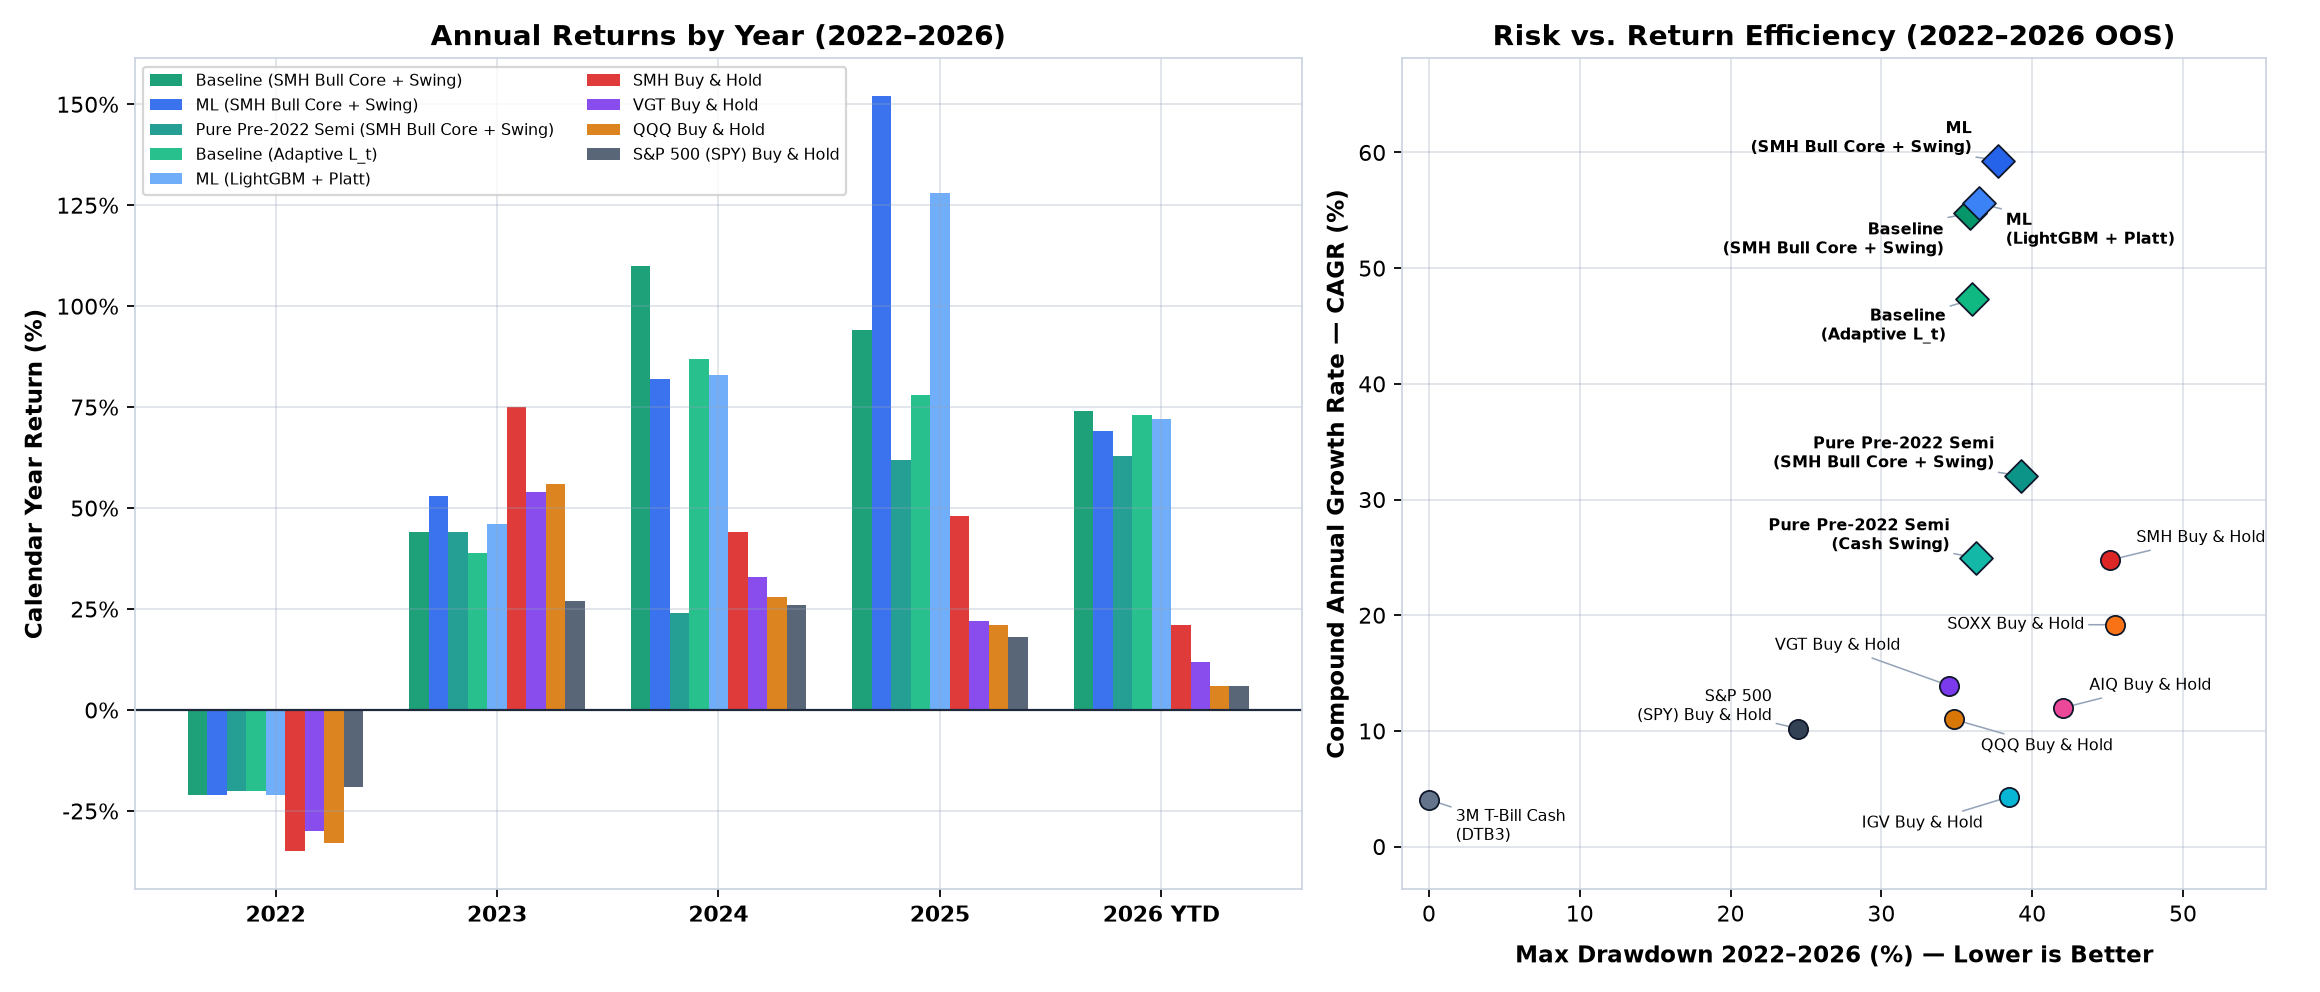 Annual Returns by Year (2022–2026)
Baseline (SMH Bull Core + Swing)
ML (SMH Bull Core + Swing)
Pure Pre-2022 Semi (SMH Bull Core + Swing)
Baseline (Adaptive L_t)
ML (LightGBM + Platt)
SMH Buy & Hold
VGT Buy & Hold
QQQ Buy & Hold
S&P 500 (SPY) Buy & Hold
Calendar Year Return (%)
150%
125%
100%
75%
50%
25%
0%
-25%
2022
2023
2024
2025
2026 YTD
Risk vs. Return Efficiency (2022–2026 OOS)
Compound Annual Growth Rate — CAGR (%)
60
50
40
30
20
10
0
ML
(SMH Bull Core + Swing)
ML
(LightGBM + Platt)
Baseline
(SMH Bull Core + Swing)
Baseline
(Adaptive L_t)
Pure Pre-2022 Semi
(SMH Bull Core + Swing)
Pure Pre-2022 Semi
(Cash Swing)
SMH Buy & Hold
SOXX Buy & Hold
VGT Buy & Hold
AIQ Buy & Hold
S&P 500
(SPY) Buy & Hold
QQQ Buy & Hold
3M T-Bill Cash
(DTB3)
IGV Buy & Hold
0
10
20
30
40
50
Max Drawdown 2022–2026 (%) — Lower is Better